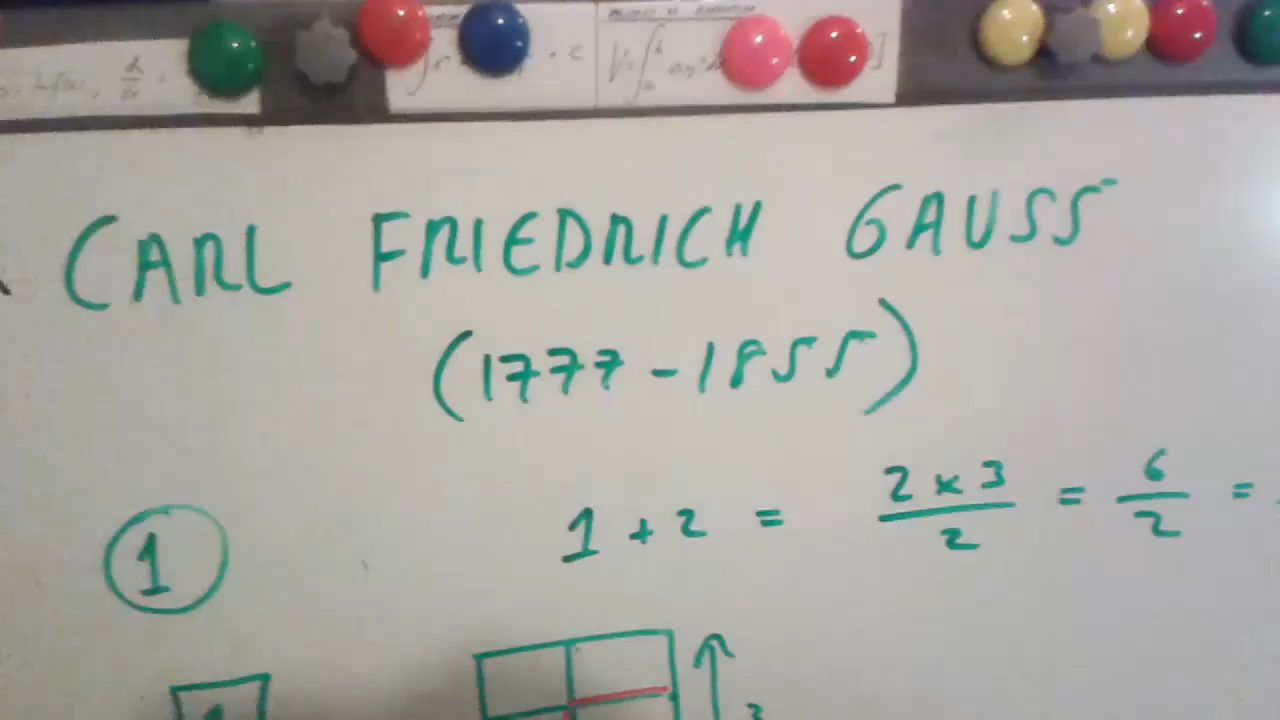 CARL FRIEDRICH GAUSS
(1777-1855)
1
1 + 2 = 2 x 3 / 2 = 6 / 2 =